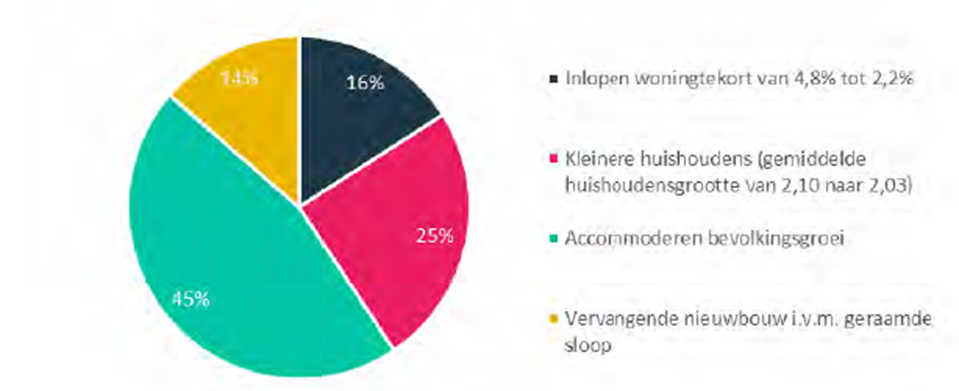 14%
16%
25%
45%
Inlopen woningtekort van 4,8% tot 2,2%
Kleinere huishoudens (gemiddelde
huishoudensgrootte van 2,10 naar 2,03)
Accommoderen bevolkingsgroei
Vervangende nieuwbouw i.v.m. geraamde
sloop